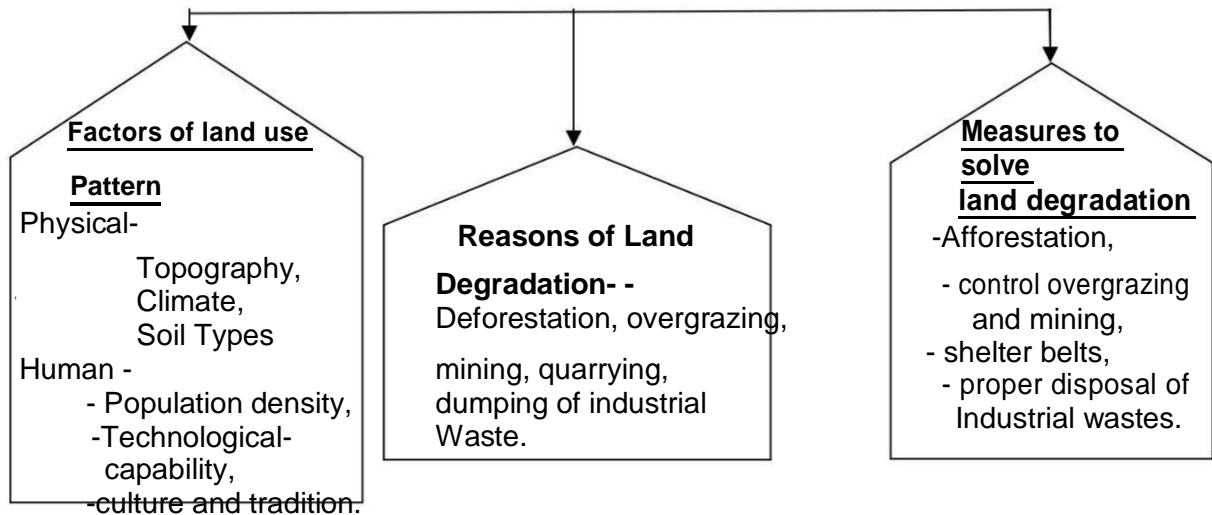 Factors of land use
Pattern
Physical-
Topography,
Climate,
Soil Types
Human -
- Population density,
-Technological-
capability,
-culture and tradition.
Reasons of Land
Degradation- -
Deforestation, overgrazing,
mining, quarrying,
dumping of industrial
Waste.
Measures to
solve
land degradation
-Afforestation,
- control overgrazing
and mining,
- shelter belts,
- proper disposal of
Industrial wastes.